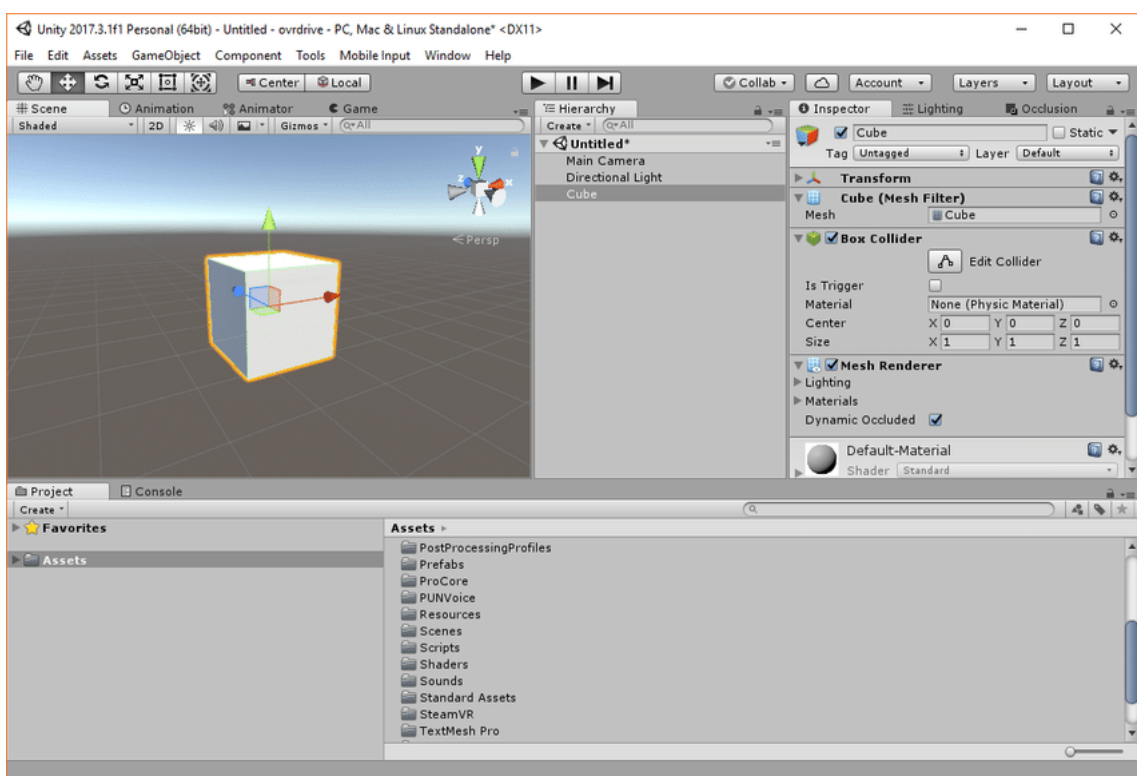 Unity 2017.3.1f1 Personal (64bit) - Untitled - ovrdrive - PC, Mac & Linux Standalone* <DX11>
File Edit Assets GameObject Component Tools Mobile Input Window Help
Center Local Collab Account Layers Layout
Scene Animation Animator Game
Shaded 2D Gizmos All
y
z x
Persp
Hierarchy
Create All
Untitled*
Main Camera
Directional Light
Cube
Inspector Lighting Occlusion
Cube Static
Tag Untagged Layer Default
Transform
Cube (Mesh Filter)
Mesh Cube
Box Collider
Edit Collider
Is Trigger
Material None (Physic Material)
Center X 0 Y 0 Z 0
Size X 1 Y 1 Z 1
Mesh Renderer
Lighting
Materials
Dynamic Occluded
Default-Material
Shader Standard
Project Console
Create
Favorites
Assets
Assets
PostProcessingProfiles
Prefabs
ProCore
PUNVoice
Resources
Scenes
Scripts
Shaders
Sounds
Standard Assets
SteamVR
TextMesh Pro